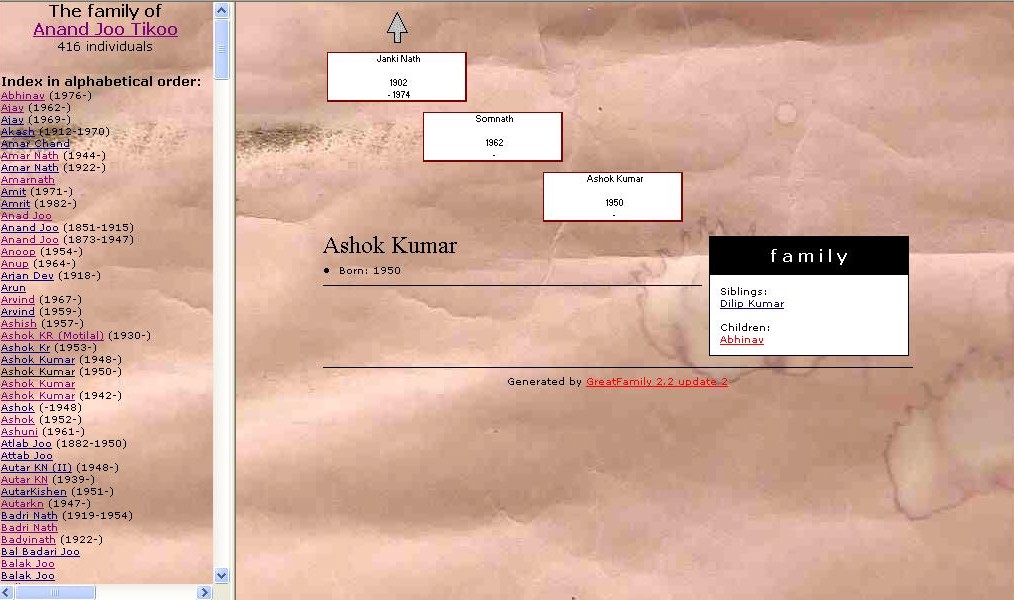 The family of
Anand Joo Tikoo
416 individuals
Index in alphabetical order:
Abhinav (1976-)
Ajay (1962-)
Ajay (1969-)
Akash (1912-1970)
Amar Chand
Amar Nath (1944-)
Amar Nath (1922-)
Amarnath
Amit (1971-)
Amrit (1982-)
Anad Joo
Anand Joo (1851-1915)
Anand Joo (1873-1947)
Anoop (1954-)
Anup (1964-)
Arjan Dev (1918-)
Arun
Arvind (1967-)
Arvind (1959-)
Ashish (1957-)
Ashok KR (Motilal) (1930-)
Ashok Kr (1953-)
Ashok Kumar (1948-)
Ashok Kumar (1950-)
Ashok Kumar
Ashok Kumar (1942-)
Ashok (-1948)
Ashok (1952-)
Ashuni (1961-)
Atlab Joo (1882-1950)
Attab Joo
Autar KN (II) (1948-)
Autar KN (1939-)
AutarKishen (1951-)
Autarkn (1947-)
Badri Nath (1919-1954)
Badri Nath
Badyinath (1922-)
Bal Badari Joo
Balak Joo
Balak Joo
Janki Nath
1902
- 1974
Somnath
1962
-
Ashok Kumar
1950
-
Ashok Kumar
• Born: 1950
family
Siblings:
Dilip Kumar
Children:
Abhinav
Generated by GreatFamily 2.2 update 2